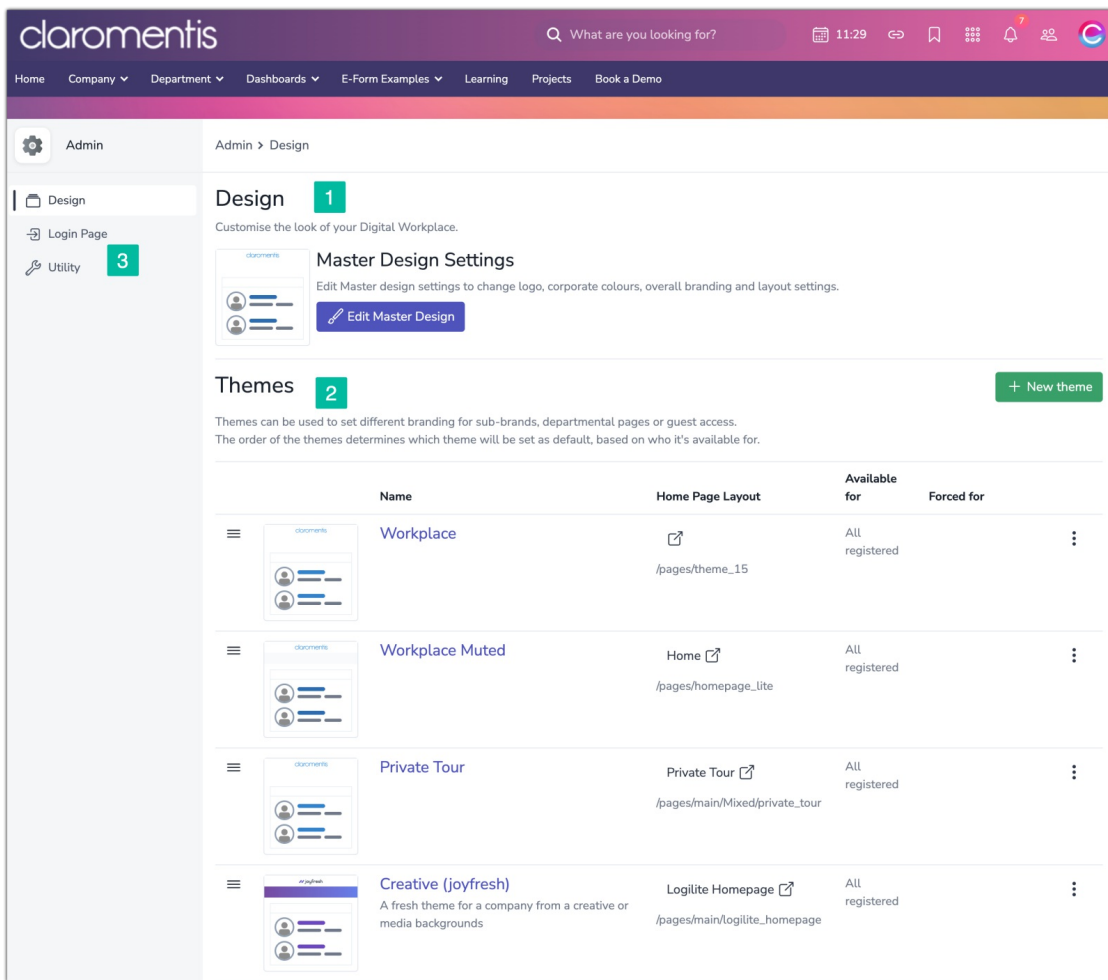 claromentis
What are you looking for?
11:29
7
Home Company Department Dashboards E-Form Examples Learning Projects Book a Demo
Admin
Admin > Design
Design
Login Page
Utility
3
Design
1
Customise the look of your Digital Workplace.
claromentis
Master Design Settings
Edit Master design settings to change logo, corporate colours, overall branding and layout settings.
Edit Master Design
Themes
2
+ New theme
Themes can be used to set different branding for sub-brands, departmental pages or guest access.
The order of the themes determines which theme will be set as default, based on who it's available for.
Name Home Page Layout Available for Forced for
claromentis
Workplace
/pages/theme_15
All registered
claromentis
Workplace Muted
Home
/pages/homepage_lite
All registered
claromentis
Private Tour
Private Tour
/pages/main/Mixed/private_tour
All registered
joyfresh
Creative (joyfresh)
A fresh theme for a company from a creative or
media backgrounds
Logilite Homepage
/pages/main/logilite_homepage
All registered